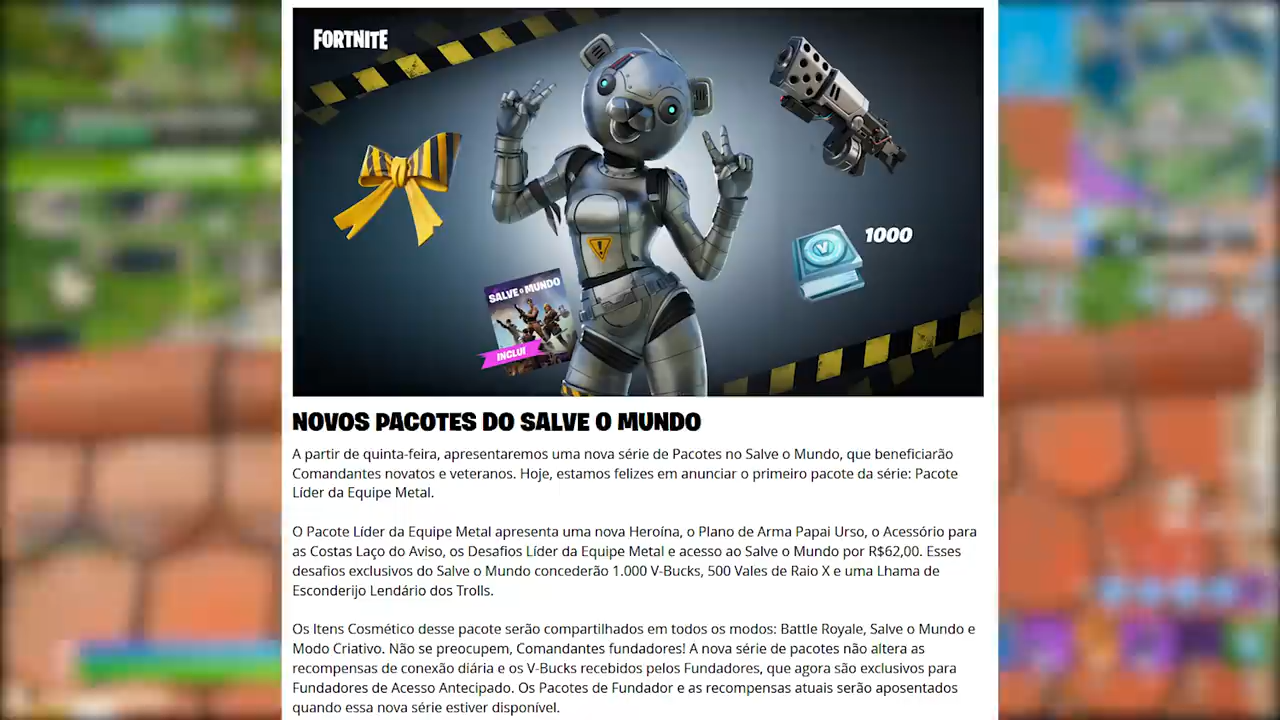 FORTNITE
1000
SALVE O MUNDO
INCLUI
NOVOS PACOTES DO SALVE O MUNDO
A partir de quinta-feira, apresentaremos uma nova série de Pacotes no Salve o Mundo, que beneficiarão
Comandantes novatos e veteranos. Hoje, estamos felizes em anunciar o primeiro pacote da série: Pacote
Líder da Equipe Metal.
O Pacote Líder da Equipe Metal apresenta uma nova Heroína, o Plano de Arma Papai Urso, o Acessório para
as Costas Laço do Aviso, os Desafios Líder da Equipe Metal e acesso ao Salve o Mundo por R$62,00. Esses
desafios exclusivos do Salve o Mundo concederão 1.000 V-Bucks, 500 Vales de Raio X e uma Lhama de
Esconderijo Lendário dos Trolls.
Os Itens Cosmético desse pacote serão compartilhados em todos os modos: Battle Royale, Salve o Mundo e
Modo Criativo. Não se preocupem, Comandantes fundadores! A nova série de pacotes não altera as
recompensas de conexão diária e os V-Bucks recebidos pelos Fundadores, que agora são exclusivos para
Fundadores de Acesso Antecipado. Os Pacotes de Fundador e as recompensas atuais serão aposentados
quando essa nova série estiver disponível.